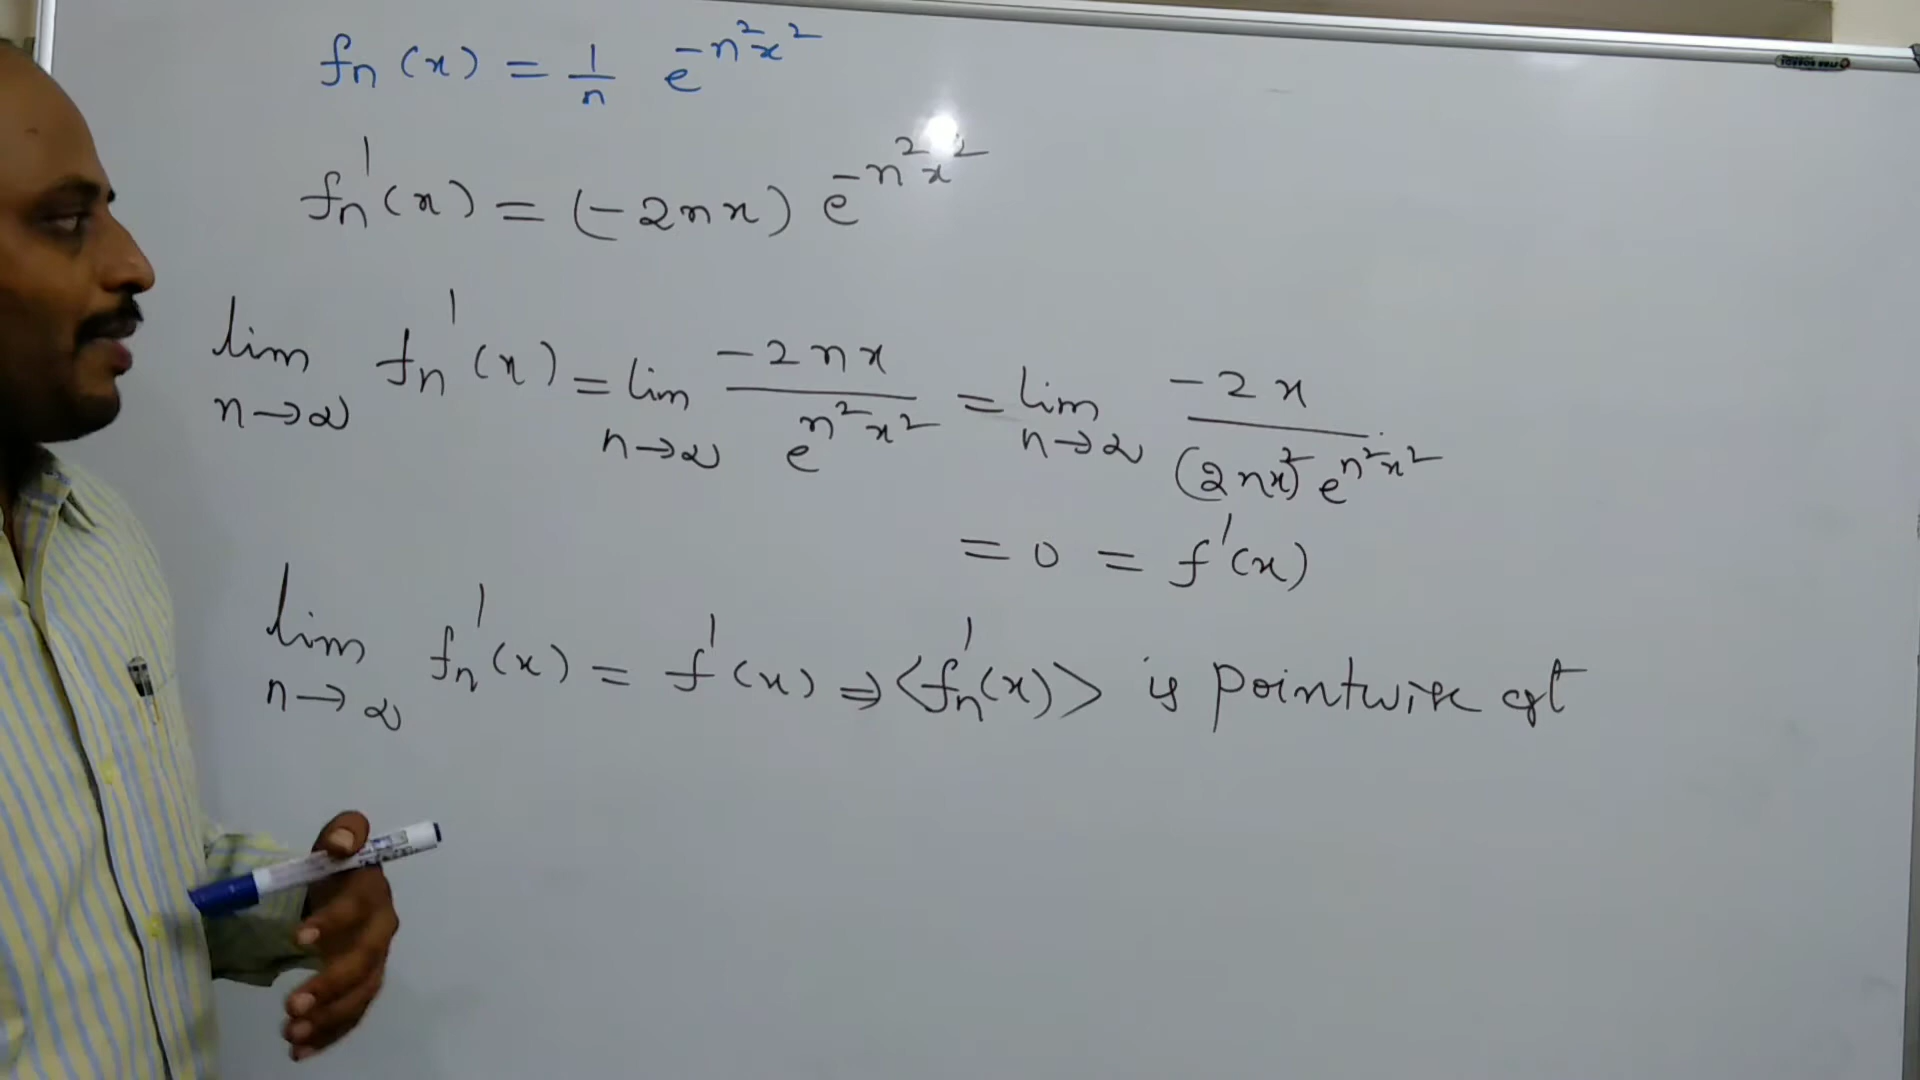 fn(x) = 1/n e^-n²x²
fn'(x) = (-2nx) e^-n²x²
lim n→∞ fn'(x) = lim n→∞ -2nx / e^n²x² = lim n→∞ -2x / (2nx²) e^n²x²
= 0 = f'(x)
lim n→∞ fn'(x) = f'(x) ⇒ <fn'(x)> is pointwise cgt